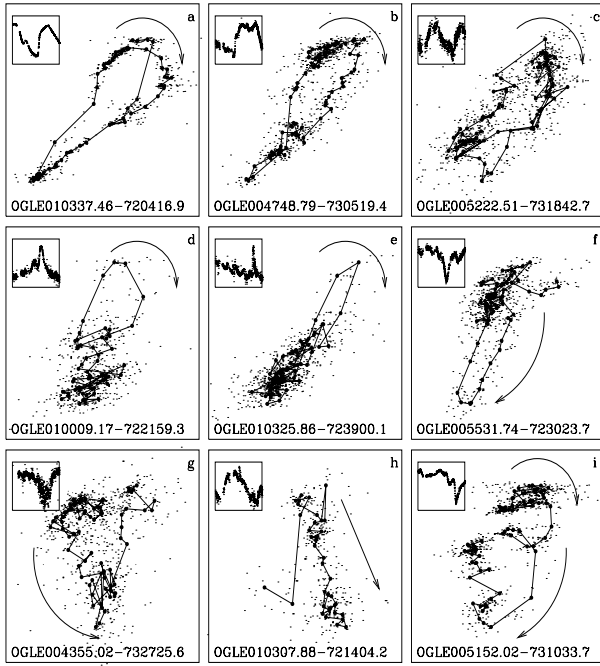 a
OGLE010337.46−720416.9
b
OGLE004748.79−730519.4
c
OGLE005222.51−731842.7
d
OGLE010009.17−722159.3
e
OGLE010325.86−723900.1
f
OGLE005531.74−723023.7
g
OGLE004355.02−732725.6
h
OGLE010307.88−721404.2
i
OGLE005152.02−731033.7